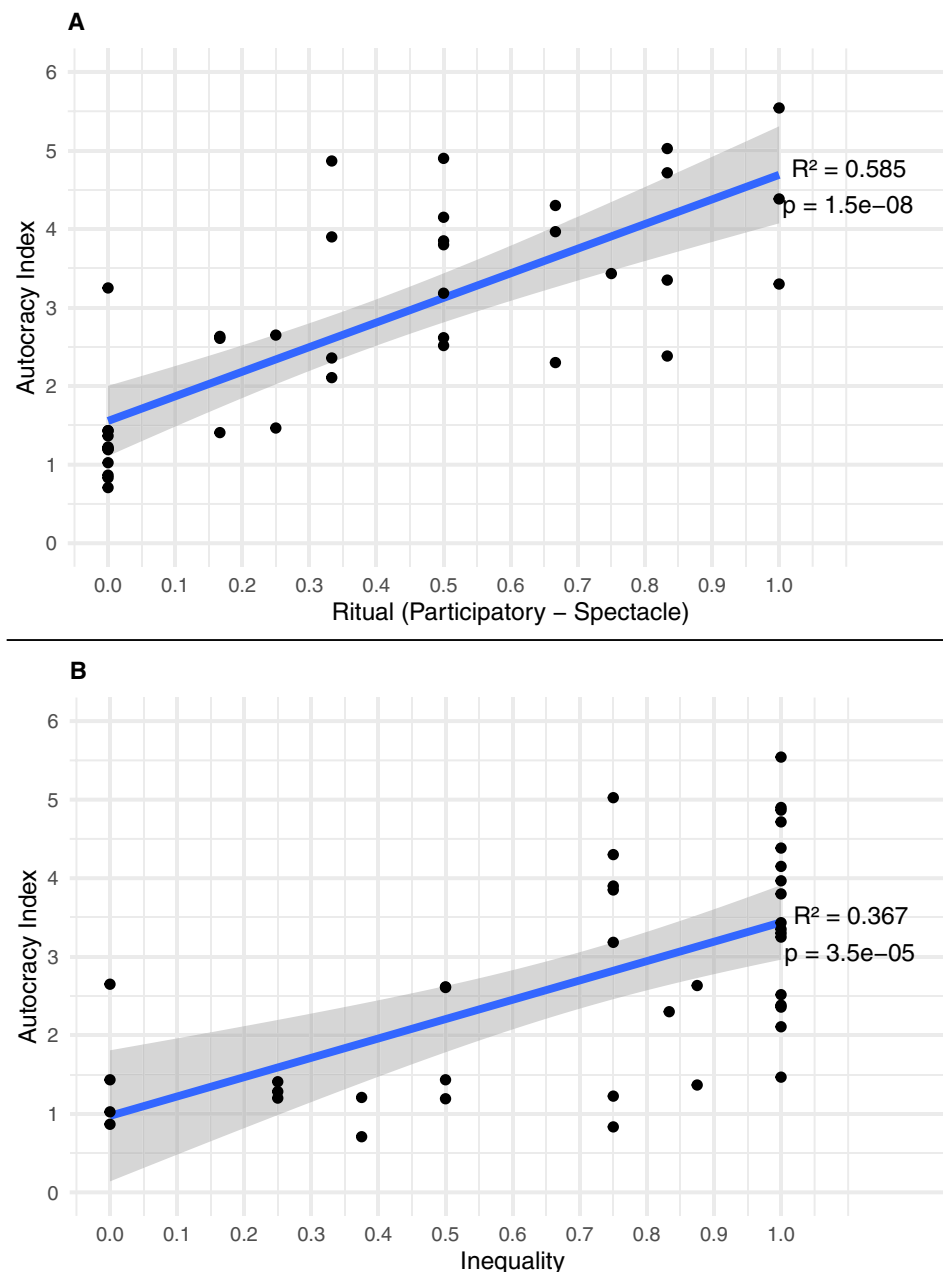 A
6
5
4
3
2
1
0
Autocracy Index
R² = 0.585
p = 1.5e−08
0.0 0.1 0.2 0.3 0.4 0.5 0.6 0.7 0.8 0.9 1.0
Ritual (Participatory − Spectacle)
B
6
5
4
3
2
1
0
Autocracy Index
R² = 0.367
p = 3.5e−05
0.0 0.1 0.2 0.3 0.4 0.5 0.6 0.7 0.8 0.9 1.0
Inequality